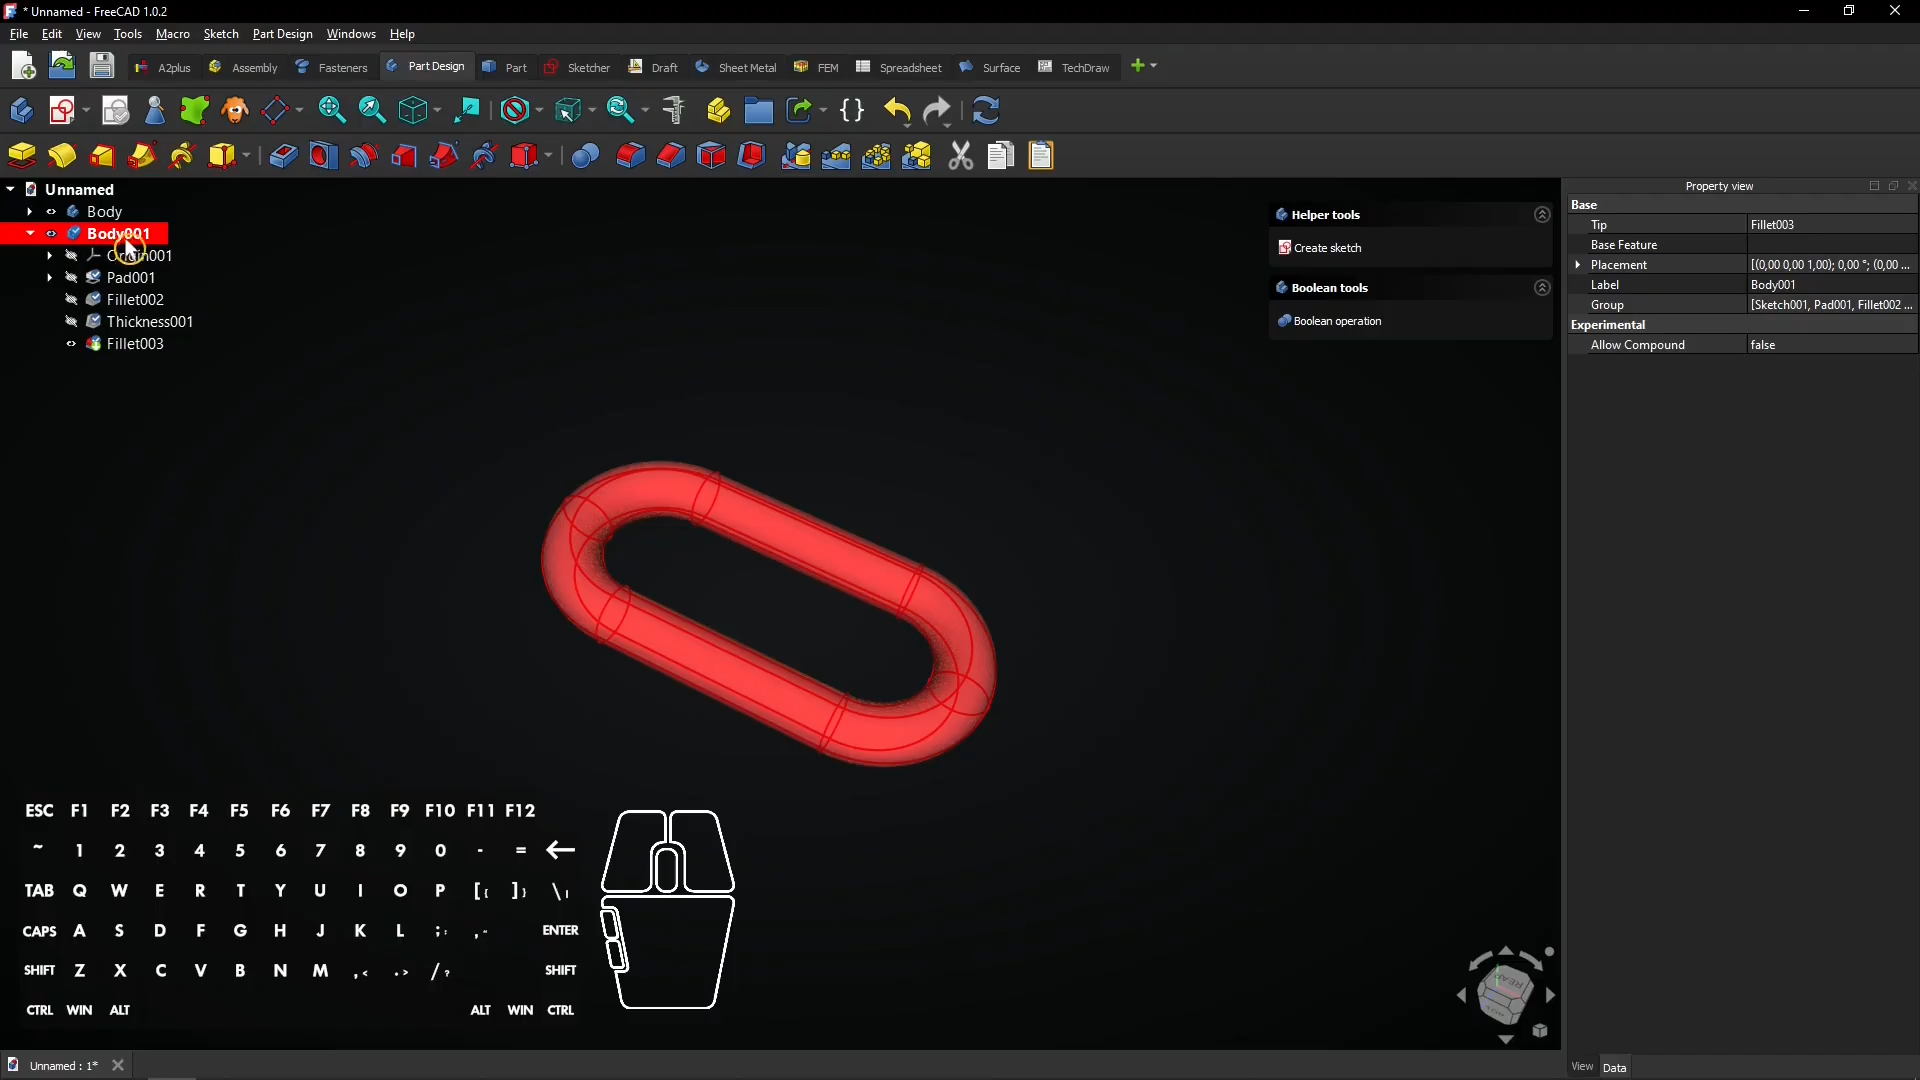 * Unnamed - FreeCAD 1.0.2
File Edit View Tools Macro Sketch Part Design Windows Help
A2plus Assembly Fasteners Part Design Part Sketcher Draft Sheet Metal FEM Spreadsheet Surface TechDraw
Unnamed
Body
Body001
Origin001
Pad001
Fillet002
Thickness001
Fillet003
Helper tools
Create sketch
Boolean tools
Boolean operation
Property view
Base
Tip Fillet003
Base Feature
Placement [(0,00 0,00 1,00); 0,00 °; (0,00 ...
Label Body001
Group [Sketch001, Pad001, Fillet002 ...
Experimental
Allow Compound false
ESC F1 F2 F3 F4 F5 F6 F7 F8 F9 F10 F11 F12
~ 1 2 3 4 5 6 7 8 9 0 - = ←
TAB Q W E R T Y U I O P [{ ]} \|
CAPS A S D F G H J K L ;: ,“ ENTER
SHIFT Z X C V B N M ,< .> /? SHIFT
CTRL WIN ALT ALT WIN CTRL
REAR
Unnamed : 1*
View Data